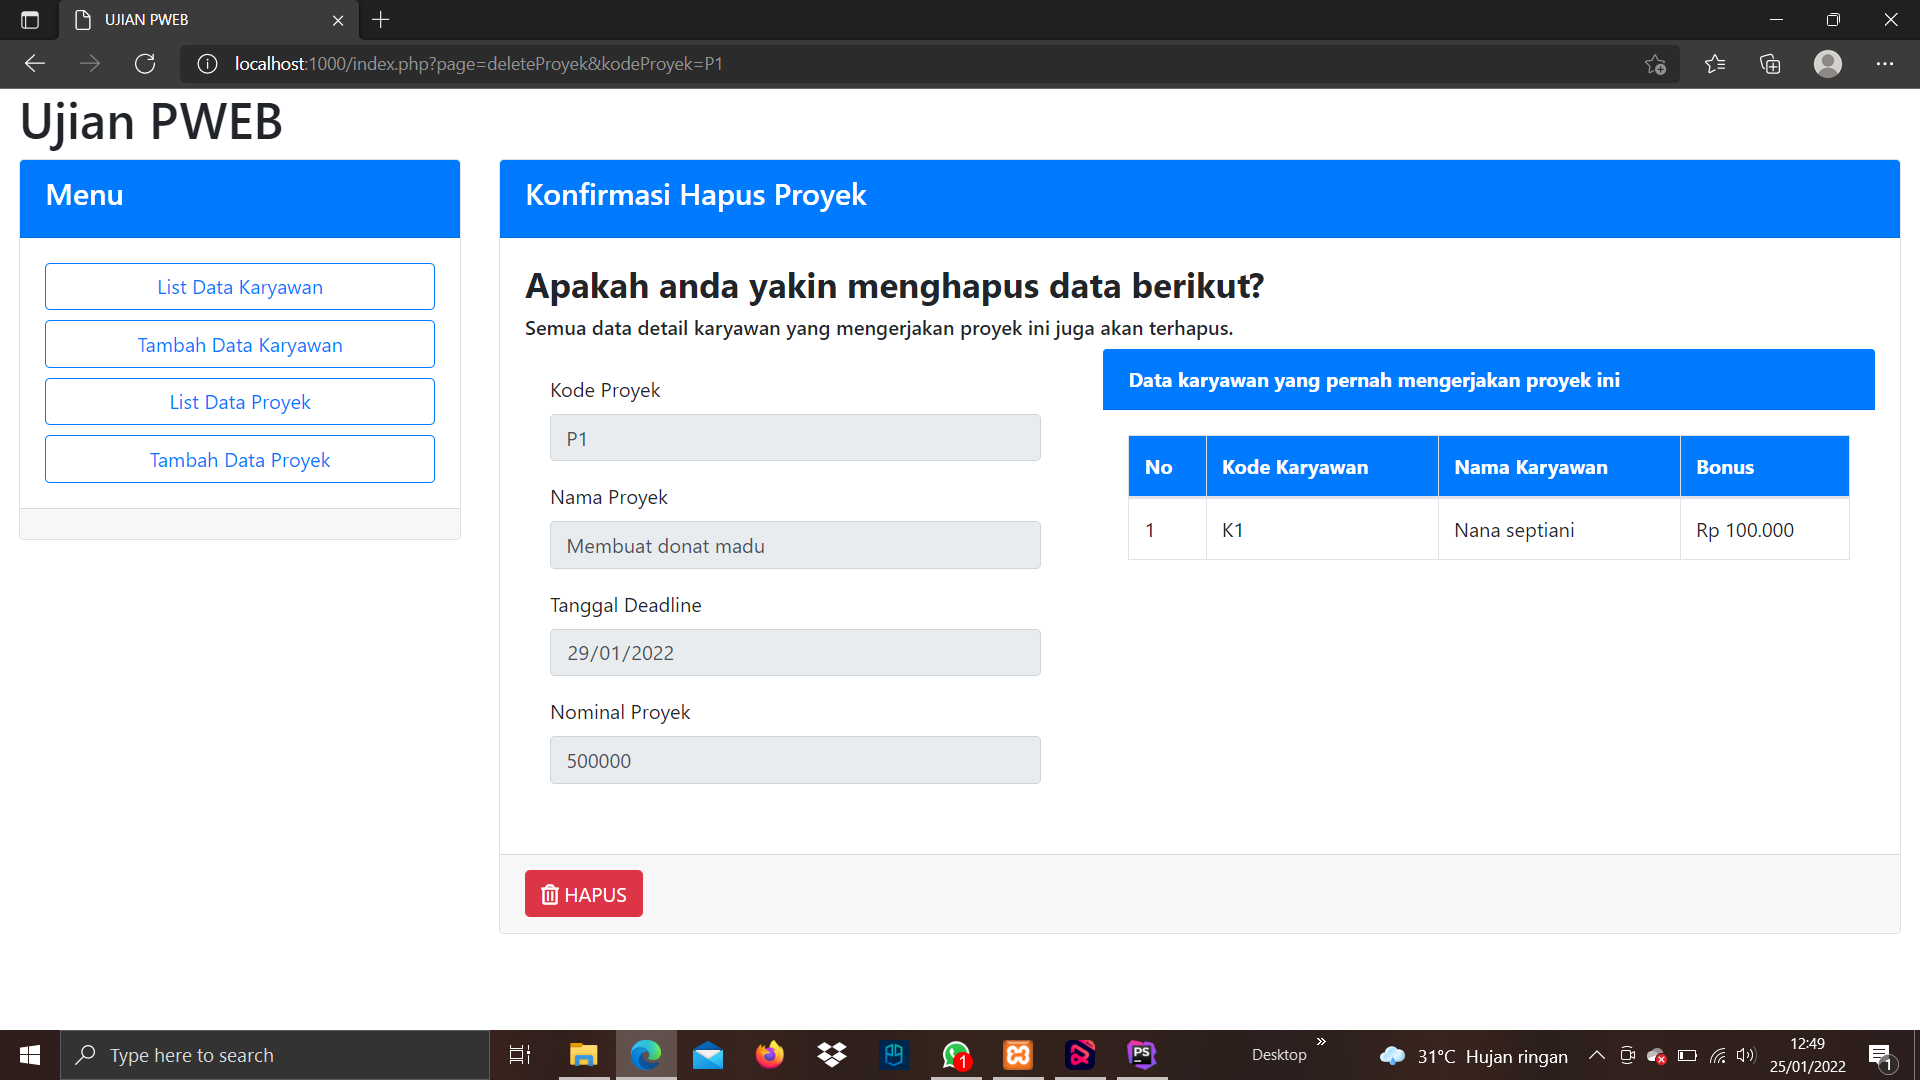 UJIAN PWEB
localhost:1000/index.php?page=deleteProyek&kodeProyek=P1
Ujian PWEB
Menu
List Data Karyawan
Tambah Data Karyawan
List Data Proyek
Tambah Data Proyek
Konfirmasi Hapus Proyek
Apakah anda yakin menghapus data berikut?
Semua data detail karyawan yang mengerjakan proyek ini juga akan terhapus.
Kode Proyek
P1
Nama Proyek
Membuat donat madu
Tanggal Deadline
29/01/2022
Nominal Proyek
500000
Data karyawan yang pernah mengerjakan proyek ini
No Kode Karyawan Nama Karyawan Bonus
1 K1 Nana septiani Rp 100.000
HAPUS
Type here to search
1
PS
Desktop
31°C Hujan ringan
12:49
25/01/2022
1